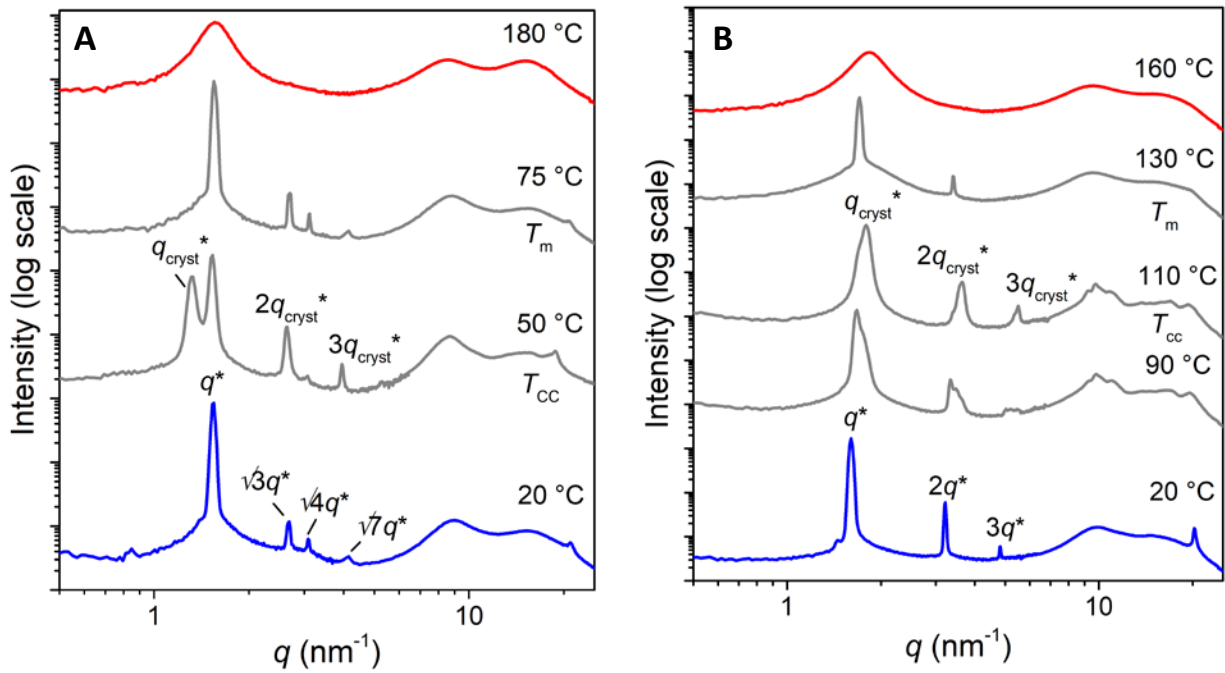 A
180 °C
75 °C
Tm
qcryst*
2qcryst*
3qcryst*
50 °C
TCC
q*
√3q*
√4q*
√7q*
20 °C
Intensity (log scale)
1
10
q (nm-1)
B
160 °C
130 °C
Tm
qcryst*
2qcryst*
3qcryst*
110 °C
Tcc
90 °C
q*
2q*
3q*
20 °C
Intensity (log scale)
1
10
q (nm-1)